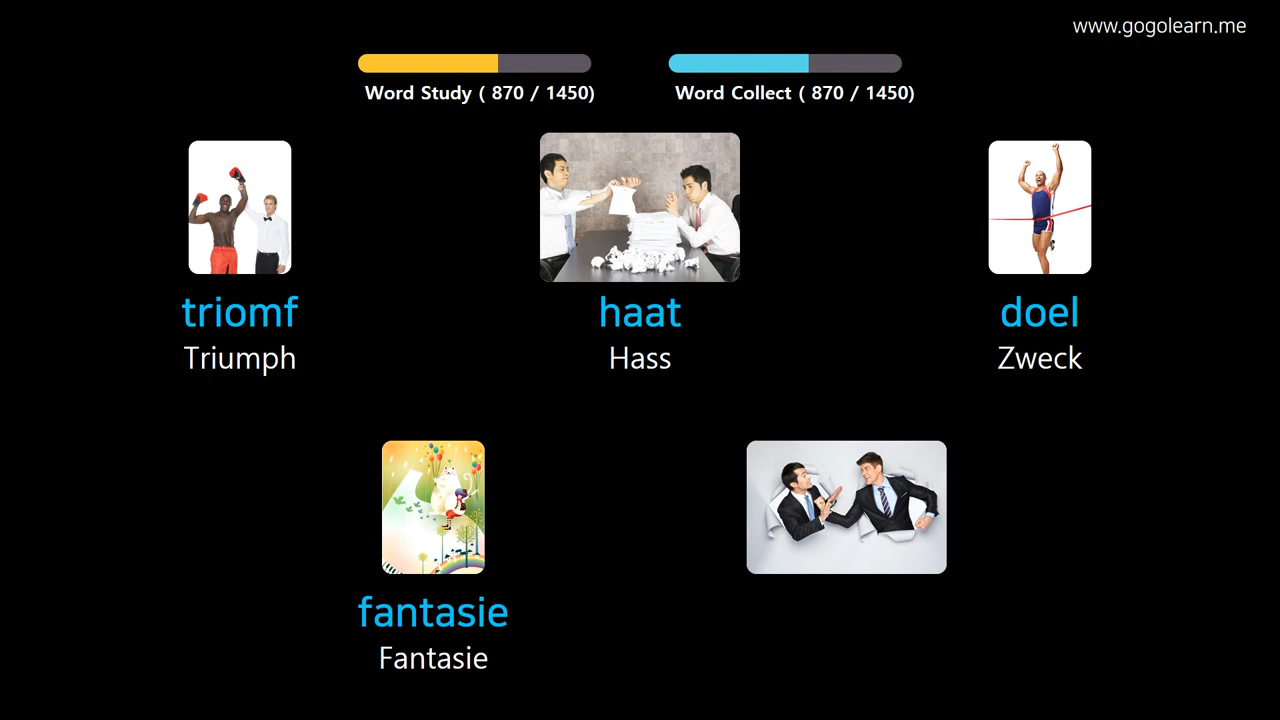 www.gogolearn.me
Word Study ( 870 / 1450)
Word Collect ( 870 / 1450)
triomf
Triumph
haat
Hass
doel
Zweck
fantasie
Fantasie